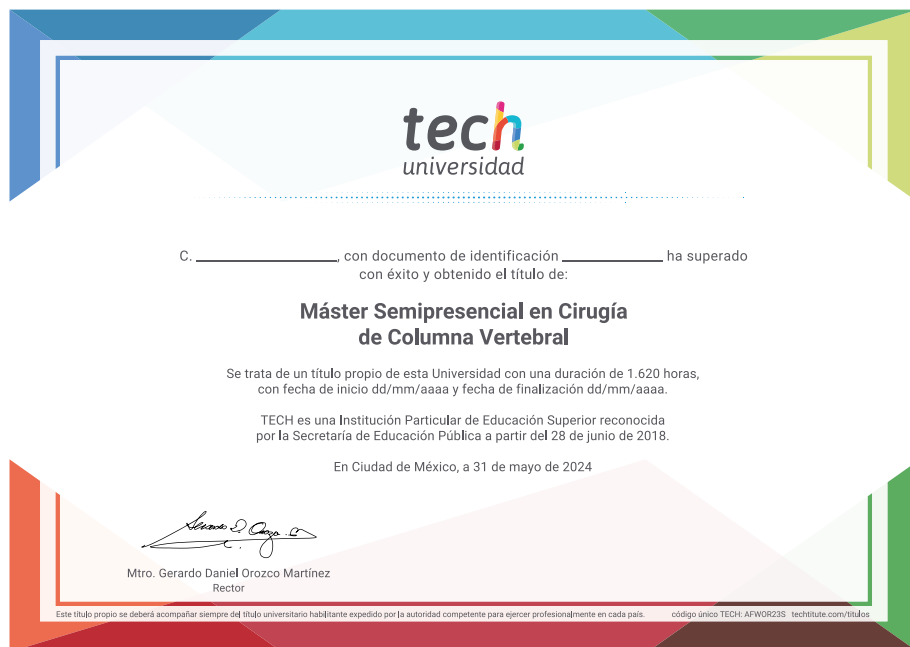 tech
universidad
C. ____________, con documento de identificación ____________ ha superado
con éxito y obtenido el título de:
Máster Semipresencial en Cirugía
de Columna Vertebral
Se trata de un título propio de esta Universidad con una duración de 1.620 horas,
con fecha de inicio dd/mm/aaaa y fecha de finalización dd/mm/aaaa.
TECH es una Institución Particular de Educación Superior reconocida
por la Secretaría de Educación Pública a partir del 28 de junio de 2018.
En Ciudad de México, a 31 de mayo de 2024
Mtro. Gerardo Daniel Orozco Martínez
Rector
Este título propio se deberá acompañar siempre del título universitario habilitante expedido por la autoridad competente para ejercer profesionalmente en cada país. código único TECH: AFWOR23S techtitute.com/titulos